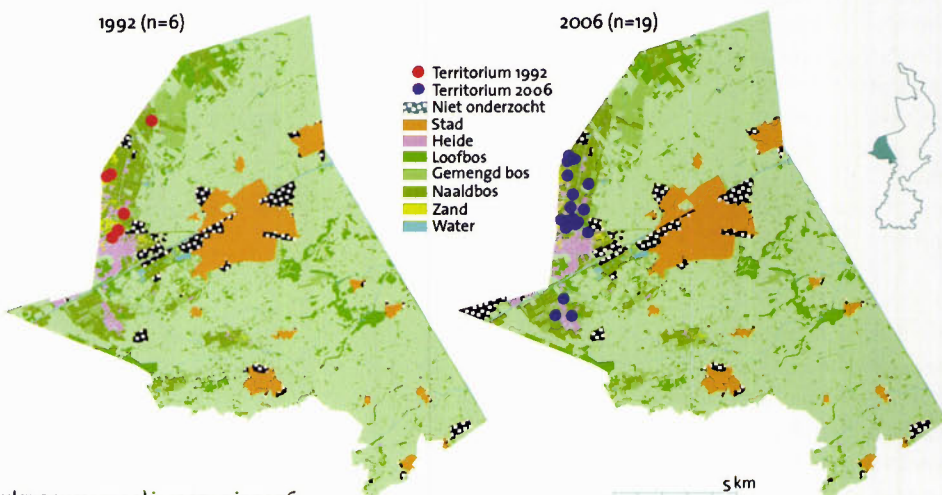 1992 (n=6)
2006 (n=19)
Territorium 1992
Territorium 2006
Niet onderzocht
Stad
Heide
Loofbos
Gemengd bos
Naaldbos
Zand
Water
5 km